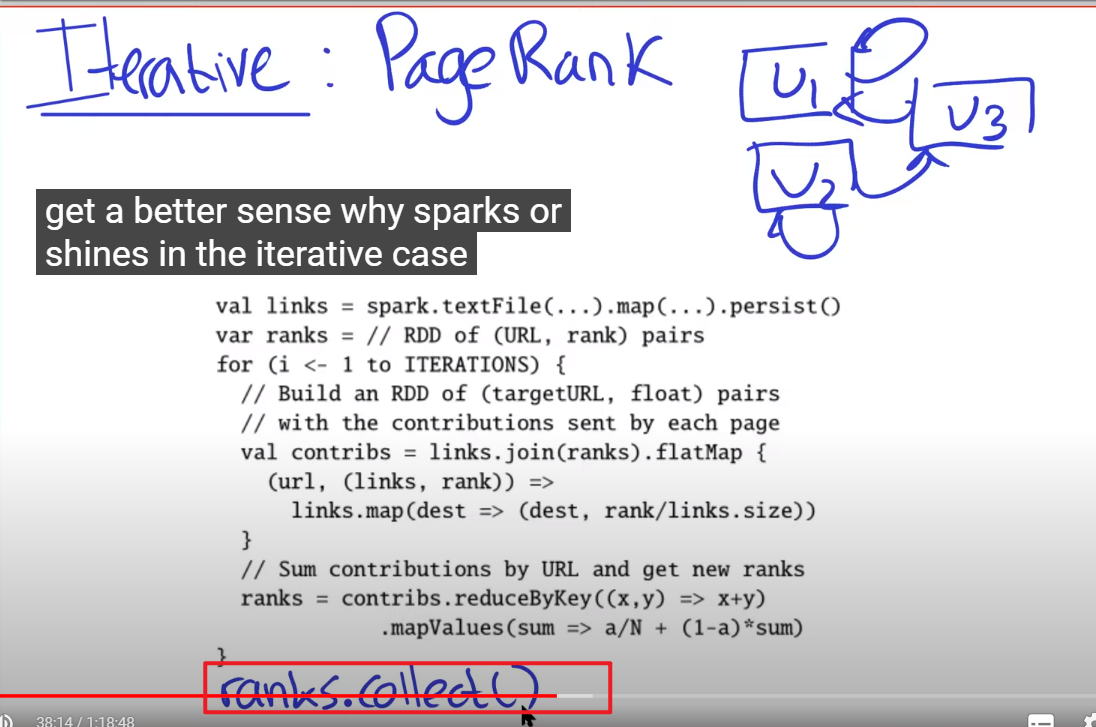 Iterative : PageRank
U1
U3
U2
get a better sense why sparks or
shines in the iterative case
val links = spark.textFile(...).map(...).persist()
var ranks = // RDD of (URL, rank) pairs
for (i <- 1 to ITERATIONS) {
// Build an RDD of (targetURL, float) pairs
// with the contributions sent by each page
val contribs = links.join(ranks).flatMap {
(url, (links, rank)) =>
links.map(dest => (dest, rank/links.size))
}
// Sum contributions by URL and get new ranks
ranks = contribs.reduceByKey((x,y) => x+y)
.mapValues(sum => a/N + (1-a)*sum)
}
ranks.collect()
38:14 / 1:18:48